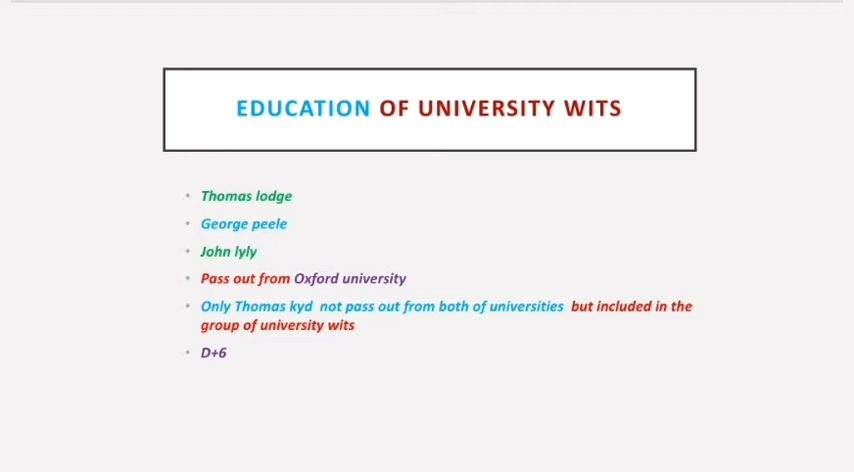 EDUCATION OF UNIVERSITY WITS
Thomas lodge
George peele
John lyly
Pass out from Oxford university
Only Thomas kyd not pass out from both of universities but included in the
group of university wits
D+6